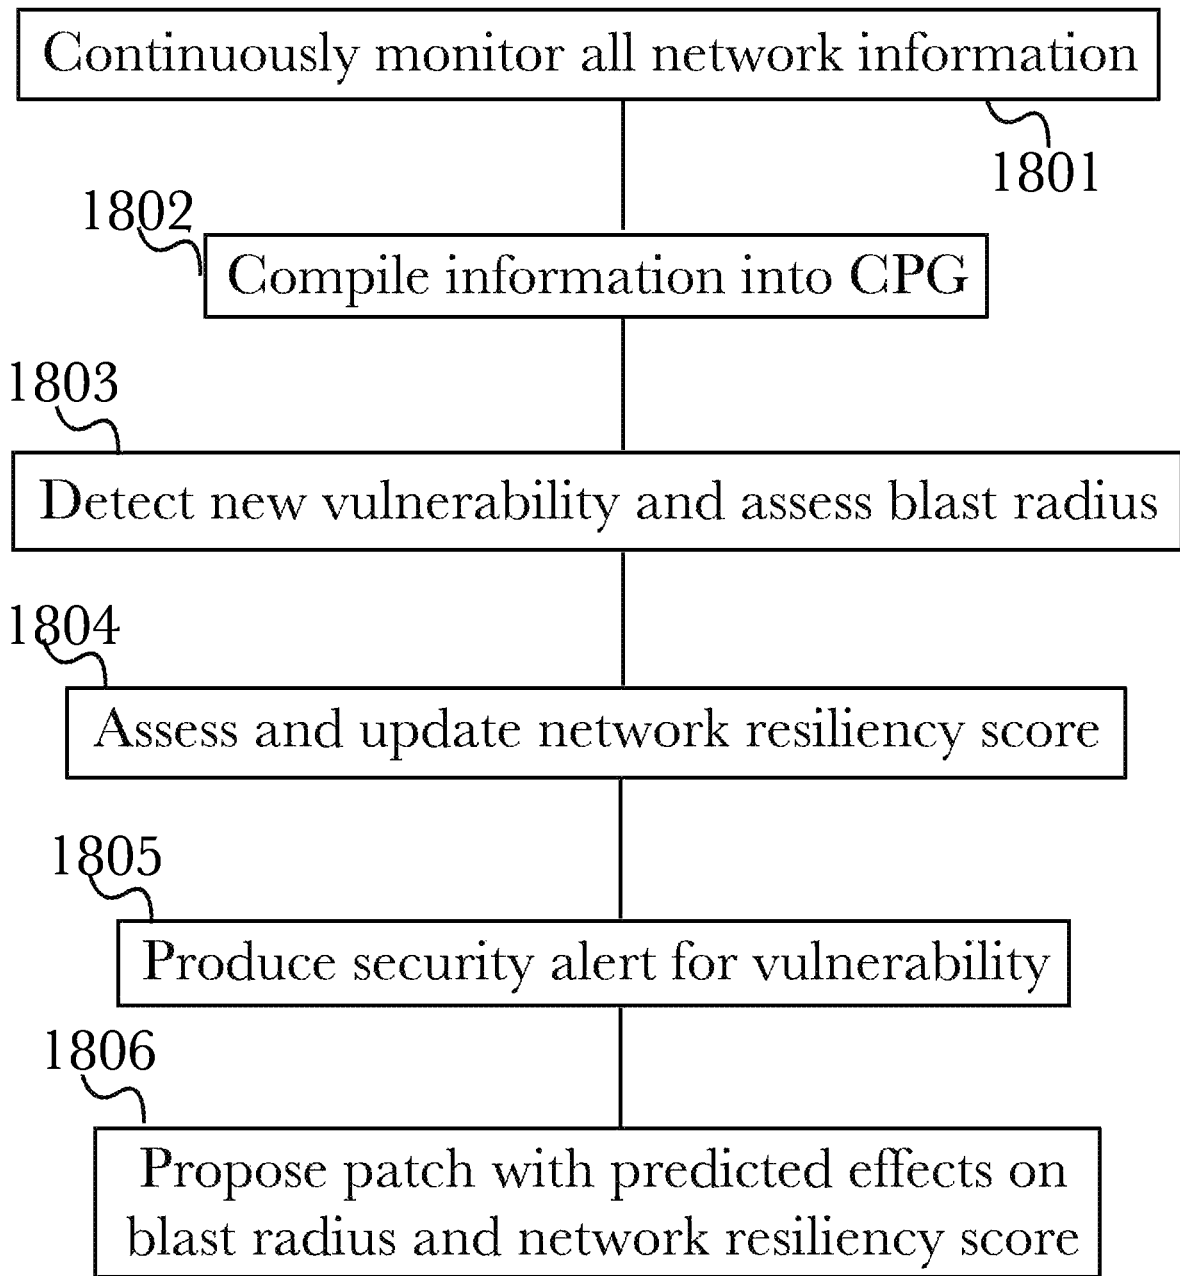 Continuously monitor all network information
1801
1802
Compile information into CPG
1803
Detect new vulnerability and assess blast radius
1804
Assess and update network resiliency score
1805
Produce security alert for vulnerability
1806
Propose patch with predicted effects on
blast radius and network resiliency score